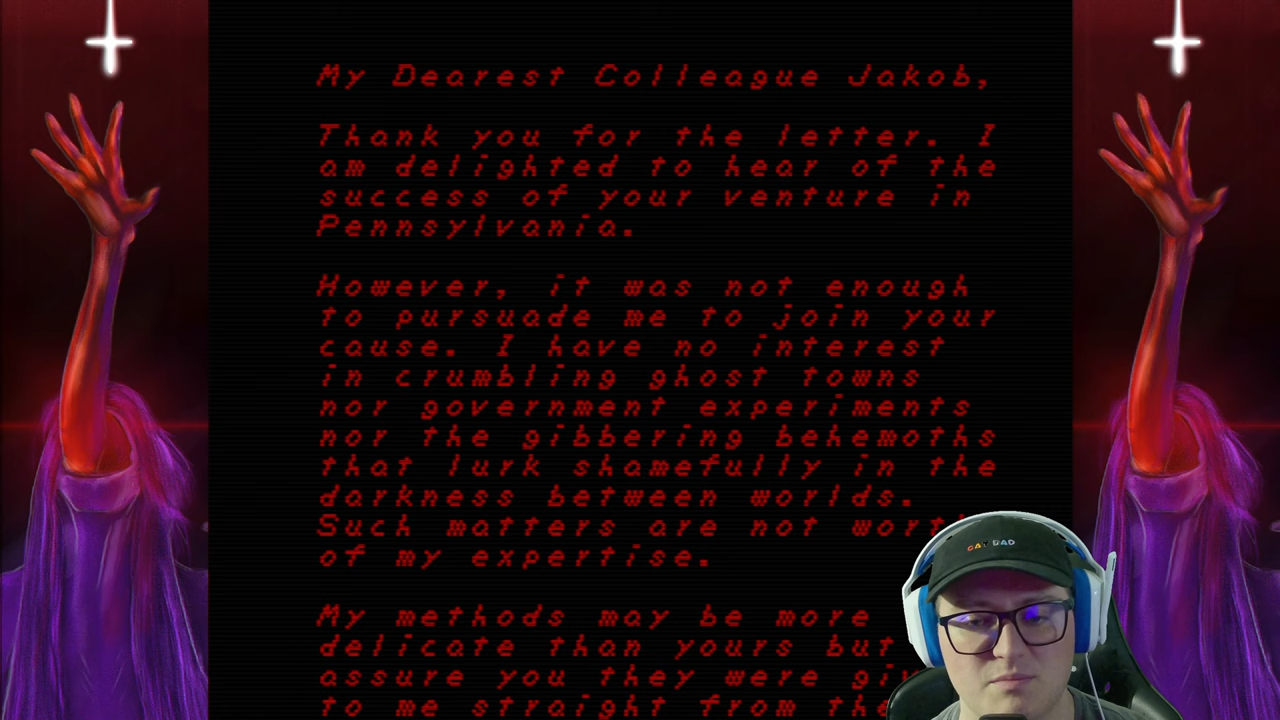 My Dearest Colleague Jakob,
Thank you for the letter. I
am delighted to hear of the
success of your venture in
Pennsylvania.
However, it was not enough
to pursuade me to join your
cause. I have no interest
in crumbling ghost towns
nor government experiments
nor the gibbering behemoths
that lurk shamefully in the
darkness between worlds.
Such matters are not
of my expertise.
My methods may be more
delicate than yours but
assure you they were
to me straight from the
CAT DAD